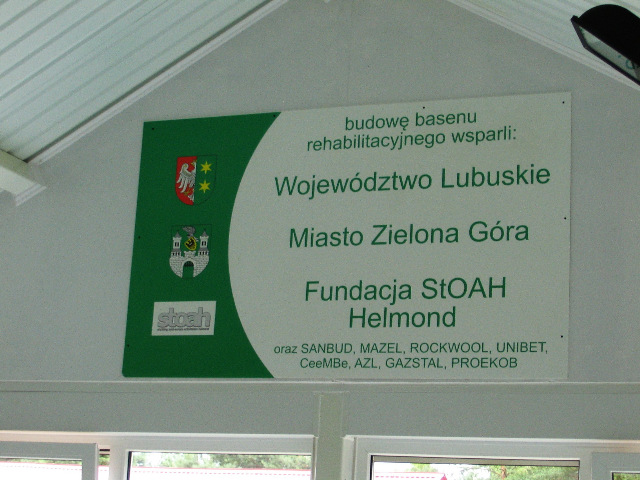 budowę basenu
rehabilitacyjnego wsparli:
Województwo Lubuskie
Miasto Zielona Góra
Fundacja StOAH
Helmond
oraz SANBUD, MAZEL, ROCKWOOL, UNIBET,
CeeMBe, AZL, GAZSTAL, PROEKOB
stoah